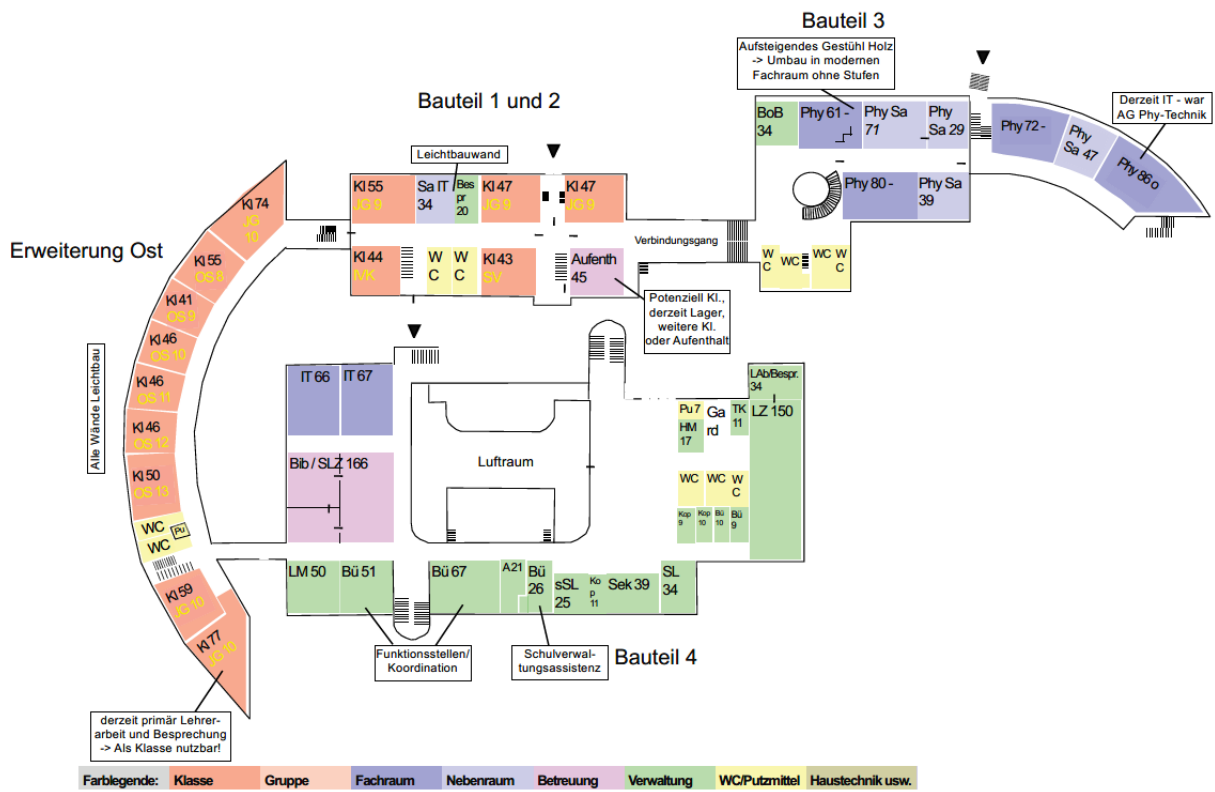 Bauteil 3
Aufsteigendes Gestühl Holz
-> Umbau in modernen
Fachraum ohne Stufen
Derzeit IT - war
AG Phy-Technik
Bauteil 1 und 2
Leichtbauwand
BoB
34
Phy 61 -
Phy Sa
71
Phy
Sa 29
Phy 72 -
Phy
Sa 47
Phy 86 o
Phy 80 -
Phy Sa
39
Kl 55
JG 9
Sa IT
34
Bes
pr
20
Kl 47
JG 9
Kl 47
JG 9
Kl 74
JG
10
Verbindungsgang
Erweiterung Ost
Kl 44
IVK
W
C
W
C
Kl 43
SV
Aufenth
45
W
C
WC
WC
W
C
Potenziell Kl.,
derzeit Lager,
weitere Kl.
oder Aufenthalt
Kl 55
OS 8
Kl 41
OS 9
Kl 46
OS 10
Kl 46
OS 11
Kl 46
OS 12
Kl 50
OS 13
Alle Wände Leichtbau
WC
WC
Pu
Kl 59
JG 10
Kl 77
JG 10
IT 66
IT 67
Bib / SLZ 166
Luftraum
LAb/Bespr.
34
Pu 7
HM
17
Ga
rd
TK
11
LZ 150
WC
WC
W
C
Kop
9
Kop
10
Bü
10
Bü
9
LM 50
Bü 51
Bü 67
A 21
Bü
26
sSL
25
Ko
p
11
Sek 39
SL
34
Funktionsstellen/
Koordination
Schulverwal-
tungsassistenz
Bauteil 4
derzeit primär Lehrer-
arbeit und Besprechung
-> Als Klasse nutzbar!
Farblegende:
Klasse
Gruppe
Fachraum
Nebenraum
Betreuung
Verwaltung
WC/Putzmittel
Haustechnik usw.